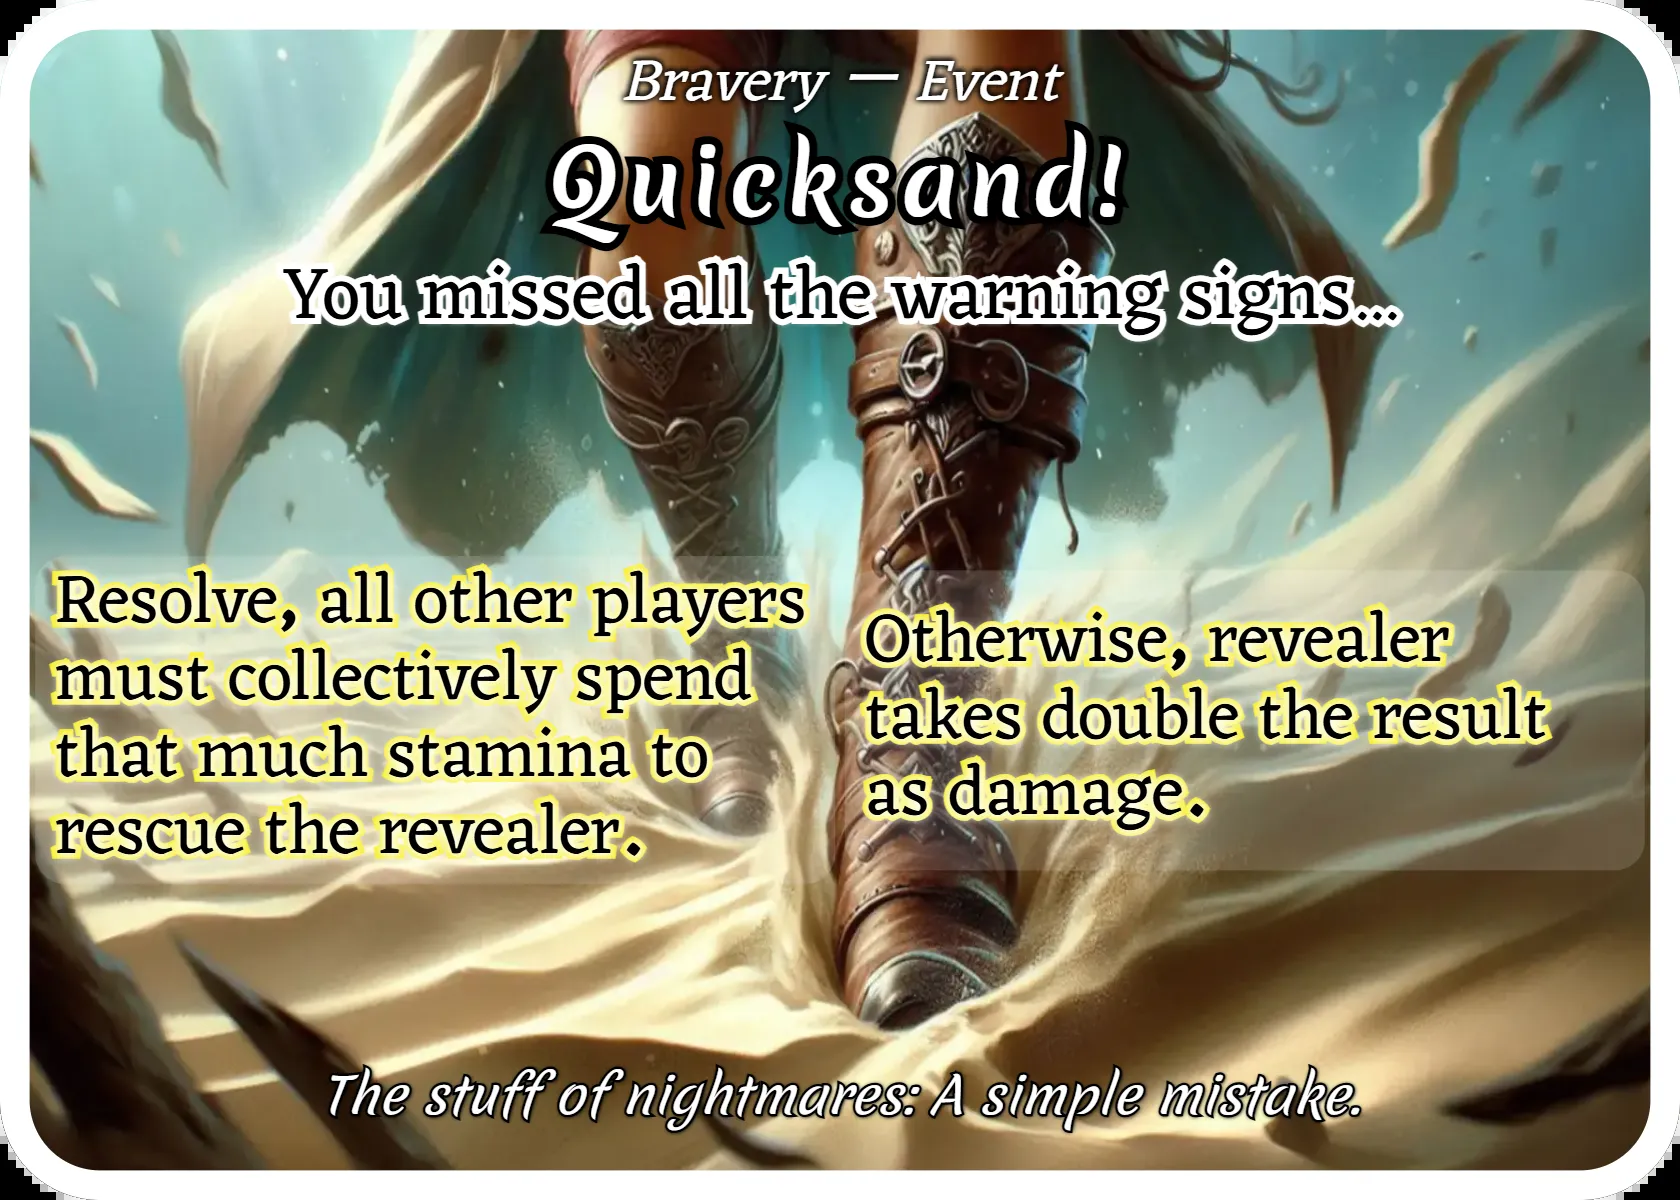 Bravery — Event
Quicksand!
You missed all the warning signs...
Resolve, all other players
must collectively spend
that much stamina to
rescue the revealer.
Otherwise, revealer
takes double the result
as damage.
The stuff of nightmares: A simple mistake.